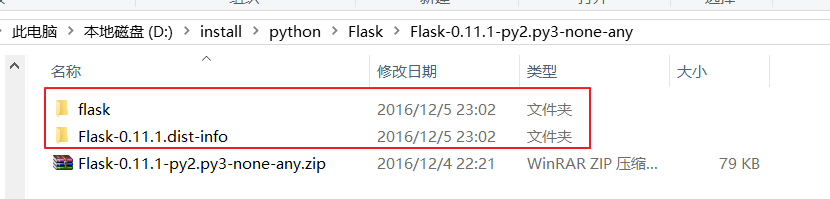 此电脑 › 本地磁盘 (D:) › install › python › Flask › Flask-0.11.1-py2.py3-none-any
名称 修改日期 类型 大小
flask 2016/12/5 23:02 文件夹
Flask-0.11.1.dist-info 2016/12/5 23:02 文件夹
Flask-0.11.1-py2.py3-none-any.zip 2016/12/4 22:21 WinRAR ZIP 压缩... 79 KB